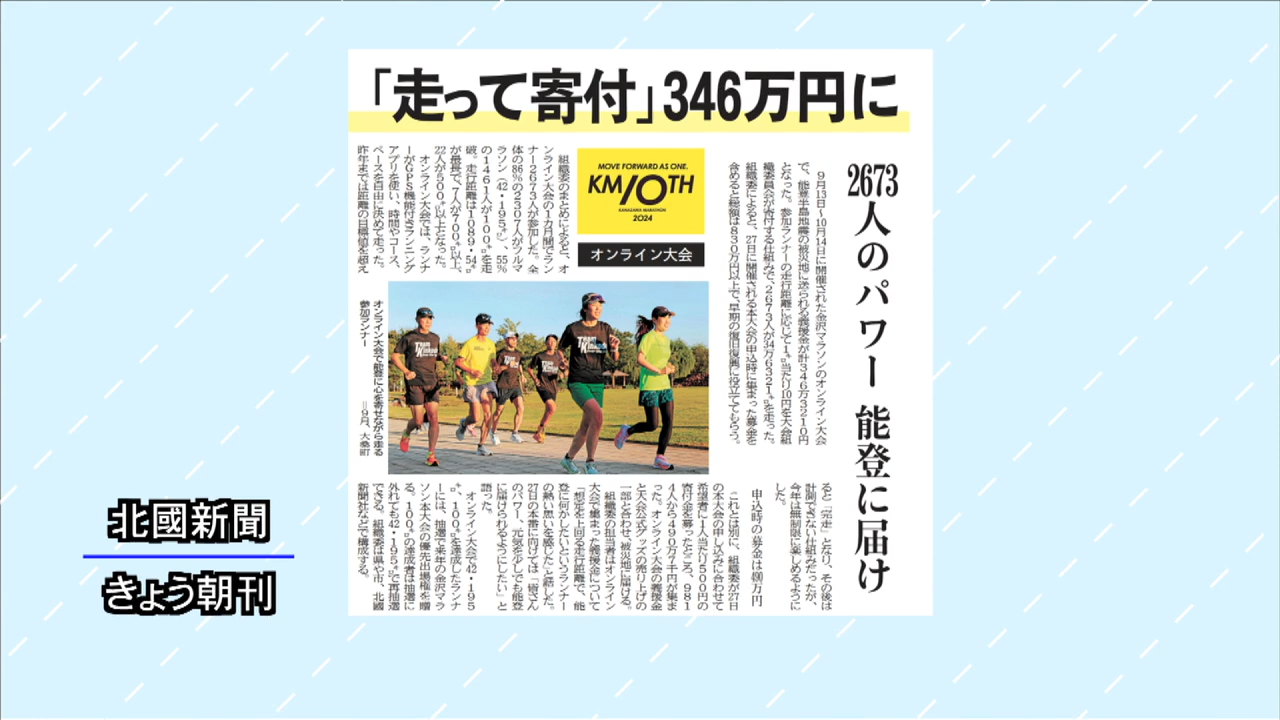 「走って寄付」346万円に
2673人のパワー 能登に届け
９月13日～10月14日に開催された金沢マラソンのオンライン大会
で、能登半島地震の被災地に送られる義援金が計３４６万３２１０円
となった。参加ランナーの走行距離に応じて１㌔当たり10円を大会組
織委員会が寄付する仕組みで、２６７３人が34万６３２１㌔を走った。
組織委によると、27日に開催される本大会の申込時に集まった募金を
含めると総額は８３０万円以上で、早期の復旧復興に役立ててもらう。
MOVE FORWARD AS ONE.
KM/10TH
KANAZAWA MARATHON
2024
オンライン大会
組織委のまとめによると、オ
ンライン大会の１カ月間でラン
ナー２６７３人が参加した。全
体の86％の２３０７人がフルマ
ラソン（42・１９５㌔）、55％
の１４６１人が１００㌔を走
破。走行距離は１０８９・54㌔
が最長で、７人が７００㌔以上、
22人が５００㌔以上となった。
オンライン大会では、ランナ
ーがＧＰＳ機能付きランニング
アプリを使い、時間やコース、
ペースを自由に決めて走った。
昨年までは距離の目標値を超え
オンライン大会で能登に心を寄せながら走る
参加ランナー＝９月、大桑町
ると「完走」となり、その後は
計測できない仕組みだったが、
今年は無制限に楽しめるように
した。
申込時の募金は490万円
これとは別に、組織委が27日
の本大会の申し込みに合わせて
希望者に１人当たり５００円の
寄付金を募ったところ、９８１
４人から４９０万７千円が集ま
った。オンライン大会の義援金
と大会公式グッズの売り上げの
一部と合わせ、被災地に届ける。
組織委の担当者はオンライン
大会で集まった義援金について
「想定を上回る走行距離で、能
登に何かしたいというランナー
の熱い思いを感じた」と話した。
27日の本番に向けては「皆さん
のパワー、元気を少しでも能登
に届けられるようにしたい」と
語った。
オンライン大会で42・１９５
㌔、１００㌔を達成したランナ
ーには、抽選で来年の金沢マラ
ソン本大会の優先出場権を贈
る。１００㌔の達成者は抽選に
外れても42・１９５㌔で再抽選
できる。組織委は県や市、北國
新聞社などで構成する。
北國新聞
きょう朝刊